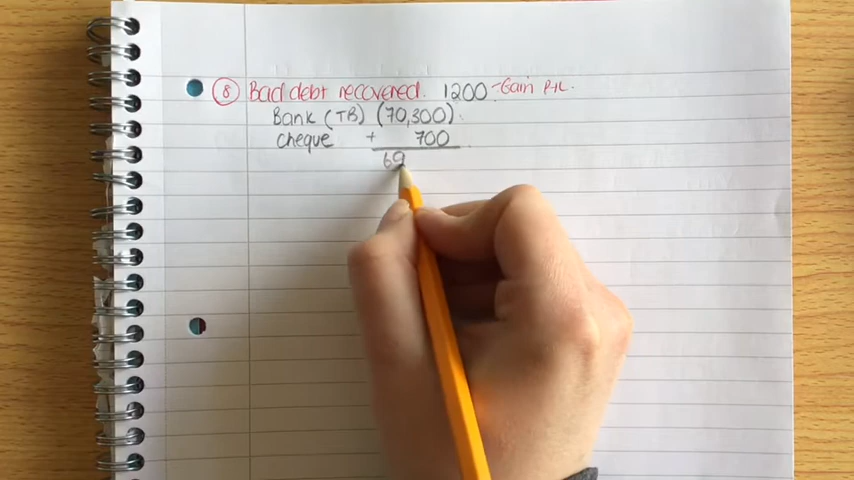 8 Bad debt recovered. 1200 - Gain P+L.
Bank (TB) (70,300)
cheque + 700
69